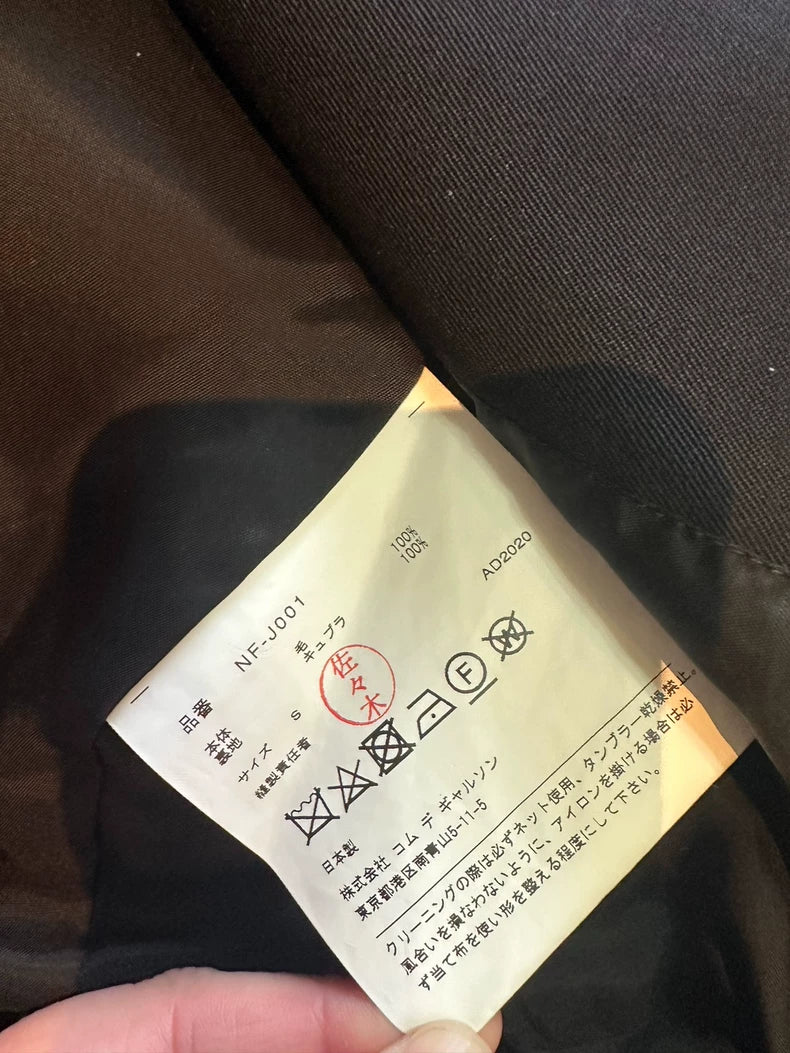 品番 NF-J001
本体 毛 100%
裏地 キュプラ 100%
サイズ S AD2020
縫製責任者 佐々木
F
W
日本製
株式会社 コム デ ギャルソン
東京都港区南青山5-11-5
クリーニングの際は必ずネット使用、タンブラー乾燥禁止。
風合いを損なわないように、アイロンを掛ける場合は必
ず当て布を使い形を整える程度にして下さい。